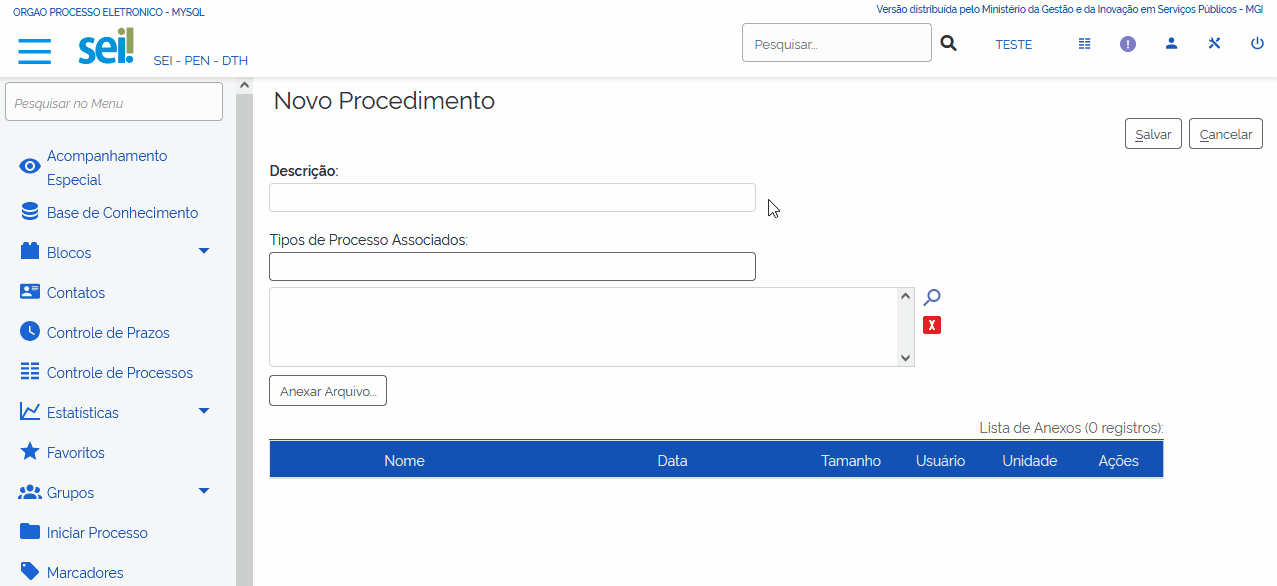 ORGAO PROCESSO ELETRONICO - MYSQL
Versão distribuída pelo Ministério da Gestão e da Inovação em Serviços Públicos - MGI
sei!
SEI - PEN - DTH
Pesquisar...
TESTE
Pesquisar no Menu
Acompanhamento
Especial
Base de Conhecimento
Blocos
Contatos
Controle de Prazos
Controle de Processos
Estatísticas
Favoritos
Grupos
Iniciar Processo
Marcadores
Novo Procedimento
Salvar
Cancelar
Descrição:
Tipos de Processo Associados:
Anexar Arquivo...
Lista de Anexos (0 registros):
Nome Data Tamanho Usuário Unidade Ações